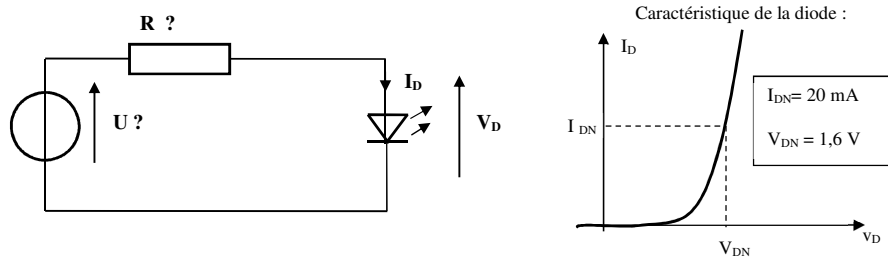 Caractéristique de la diode :
R ?
I_D
U ?
V_D
I_D
I_DN
I_DN= 20 mA
V_DN = 1,6 V
V_DN
v_D